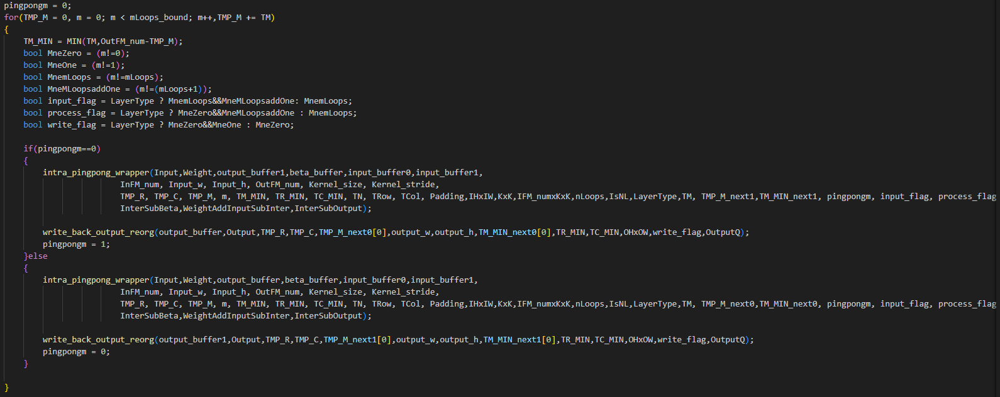 pingpongm = 0;
for(TMP_M = 0, m = 0; m < mLoops_bound; m++,TMP_M += TM)
{
    TM_MIN = MIN(TM,OutFM_num-TMP_M);
    bool MneZero = (m!=0);
    bool MneOne = (m!=1);
    bool MnemLoops = (m!=mLoops);
    bool MneMLoopsaddOne = (m!=(mLoops+1));
    bool input_flag = LayerType ? MnemLoops&&MneMLoopsaddOne: MnemLoops;
    bool process_flag = LayerType ? MneZero&&MneMLoopsaddOne : MnemLoops;
    bool write_flag = LayerType ? MneZero&&MneOne : MneZero;

    if(pingpongm==0)
    {
        intra_pingpong_wrapper(Input,Weight,output_buffer1,beta_buffer,input_buffer0,input_buffer1,
                        InFM_num, Input_w, Input_h, OutFM_num, Kernel_size, Kernel_stride,
                        TMP_R, TMP_C, TMP_M, m, TM_MIN, TR_MIN, TC_MIN, TN, TRow, TCol, Padding,IHxIW,KxK,IFM_numxKxK,nLoops,IsNL,LayerType,TM, TMP_M_next1,TM_MIN_next1, pingpongm, input_flag, process_flag
                        InterSubBeta,WeightAddInputSubInter,InterSubOutput);

        write_back_output_reorg(output_buffer,Output,TMP_R,TMP_C,TMP_M_next0[0],output_w,output_h,TM_MIN_next0[0],TR_MIN,TC_MIN,OHxOW,write_flag,OutputQ);
        pingpongm = 1;
    }else
    {
        intra_pingpong_wrapper(Input,Weight,output_buffer,beta_buffer,input_buffer0,input_buffer1,
                        InFM_num, Input_w, Input_h, OutFM_num, Kernel_size, Kernel_stride,
                        TMP_R, TMP_C, TMP_M, m, TM_MIN, TR_MIN, TC_MIN, TN, TRow, TCol, Padding,IHxIW,KxK,IFM_numxKxK,nLoops,IsNL,LayerType,TM, TMP_M_next0,TM_MIN_next0, pingpongm, input_flag, process_flag
                        InterSubBeta,WeightAddInputSubInter,InterSubOutput);

        write_back_output_reorg(output_buffer1,Output,TMP_R,TMP_C,TMP_M_next1[0],output_w,output_h,TM_MIN_next1[0],TR_MIN,TC_MIN,OHxOW,write_flag,OutputQ);
        pingpongm = 0;
    }

}